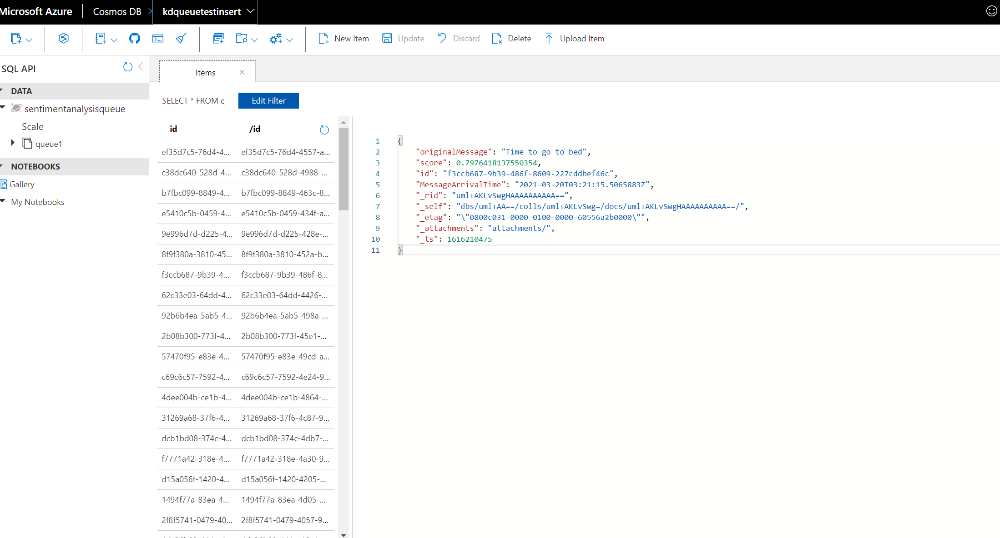 Microsoft Azure Cosmos DB kdqueuetestinsert
New Item Update Discard Delete Upload Item
SQL API
Items
DATA
SELECT * FROM c Edit Filter
sentimentanalysisqueue
Scale
queue1
NOTEBOOKS
Gallery
My Notebooks
id /id
ef35d7c5-76d4-4... ef35d7c5-76d4-4557-a...
c38dc640-528d-4... c38dc640-528d-4988-...
b7fbc099-8849-4... b7fbc099-8849-463c-8...
e5410c5b-0459-4... e5410c5b-0459-434f-a...
9e996d7d-d225-4... 9e996d7d-d225-428e-...
8f9f380a-3810-45... 8f9f380a-3810-452a-b...
f3ccb687-9b39-4... f3ccb687-9b39-486f-8...
62c33e03-64dd-4... 62c33e03-64dd-4426-...
92b6b4ea-5ab5-4... 92b6b4ea-5ab5-498a-...
2b08b300-773f-4... 2b08b300-773f-45e1-...
57470f95-e83e-4... 57470f95-e83e-49cd-a...
c69c6c57-7592-4... c69c6c57-7592-4e24-9...
4dee004b-ce1b-4... 4dee004b-ce1b-4864-...
31269a68-37f6-4... 31269a68-37f6-4c87-9...
dcb1bd08-374c-4... dcb1bd08-374c-4db7-...
f7771a42-318e-4... f7771a42-318e-4a30-9...
d15a056f-1420-4... d15a056f-1420-4205-...
1494f77a-83ea-4... 1494f77a-83ea-4d05-...
2f8f5741-0479-40... 2f8f5741-0479-4057-9...
1 {
2 "originalMessage": "Time to go to bed",
3 "score": 0.7976418137550354,
4 "id": "f3ccb687-9b39-486f-8609-227cddbef46c",
5 "MessageArrivalTime": "2021-03-20T03:21:15.5065883Z",
6 "_rid": "uml+AKLvSwgHAAAAAAAAAA==",
7 "_self": "dbs/uml+AA==/colls/uml+AKLvSwg=/docs/uml+AKLvSwgHAAAAAAAAAA==/",
8 "_etag": "\"0800c031-0000-0100-0000-60556a2b0000\"",
9 "_attachments": "attachments/",
10 "_ts": 1616210475
11 }